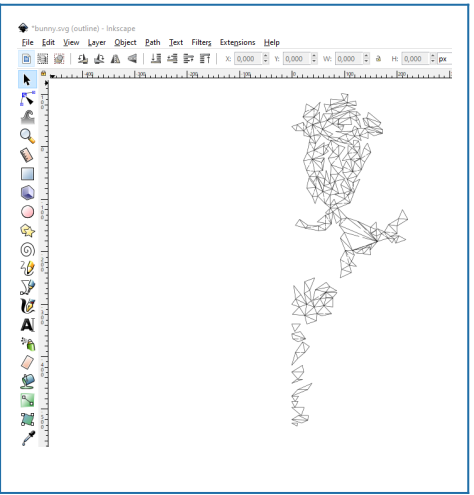 *bunny.svg (outline) - Inkscape
File Edit View Layer Object Path Text Filters Extensions Help
X: 0,000 Y: 0,000 W: 0,000 H: 0,000 px